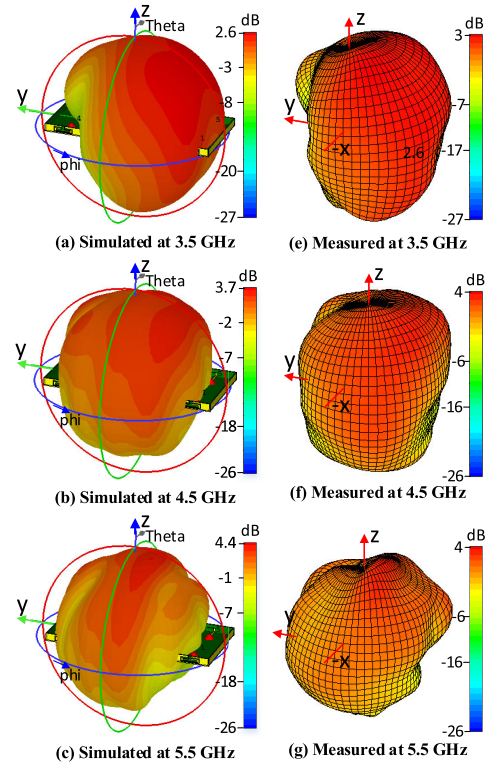 z
Theta
y
phi
dB
2.6
-3
-8
-20
-27
(a) Simulated at 3.5 GHz
z
y
-x
2.6
dB
3
-7
-17
-27
(e) Measured at 3.5 GHz
z
Theta
y
phi
dB
3.7
-2
-7
-18
-26
(b) Simulated at 4.5 GHz
z
y
-x
dB
4
-6
-16
-26
(f) Measured at 4.5 GHz
z
Theta
y
phi
dB
4.4
-1
-7
-18
-26
(c) Simulated at 5.5 GHz
z
y
-x
dB
4
-6
-16
-26
(g) Measured at 5.5 GHz